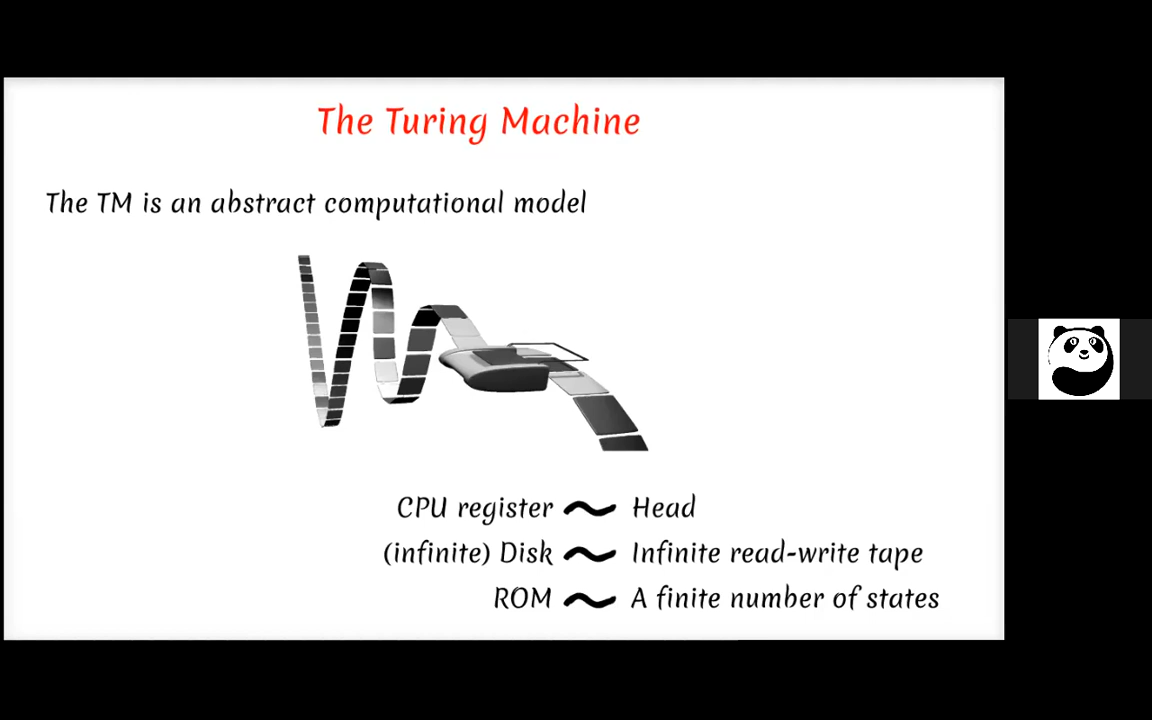 The Turing Machine
The TM is an abstract computational model
CPU register ~ Head
(infinite) Disk ~ Infinite read-write tape
ROM ~ A finite number of states